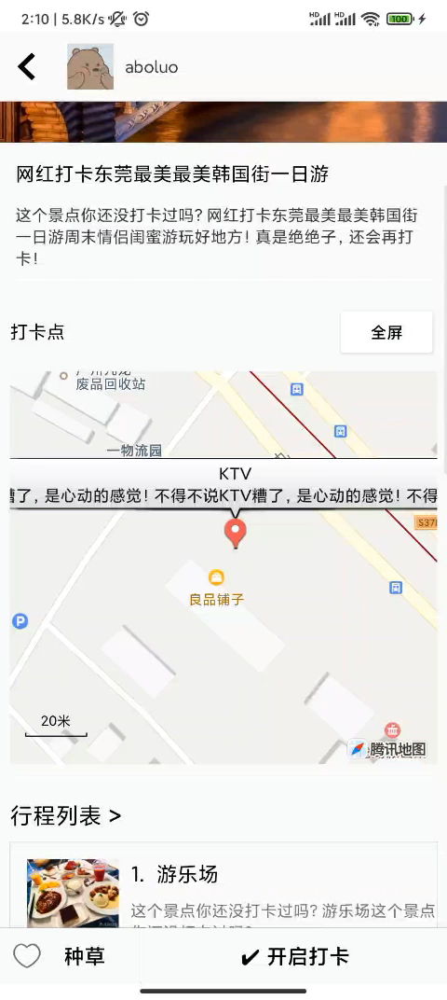 2:10 | 5.8K/s
HD HD 100
aboluo
网红打卡东莞最美最美韩国街一日游
这个景点你还没打卡过吗？网红打卡东莞最美最美韩国街
一日游周末情侣闺蜜游玩好地方！真是绝绝子，还会再打
卡！
打卡点
全屏
废品回收站
一物流园
KTV
了，是心动的感觉！不得不说KTV糟了，是心动的感觉！不得
S37
P
良品铺子
20米
腾讯地图
行程列表 >
1. 游乐场
这个景点你还没打卡过吗？游乐场这个景点
种草
✔ 开启打卡